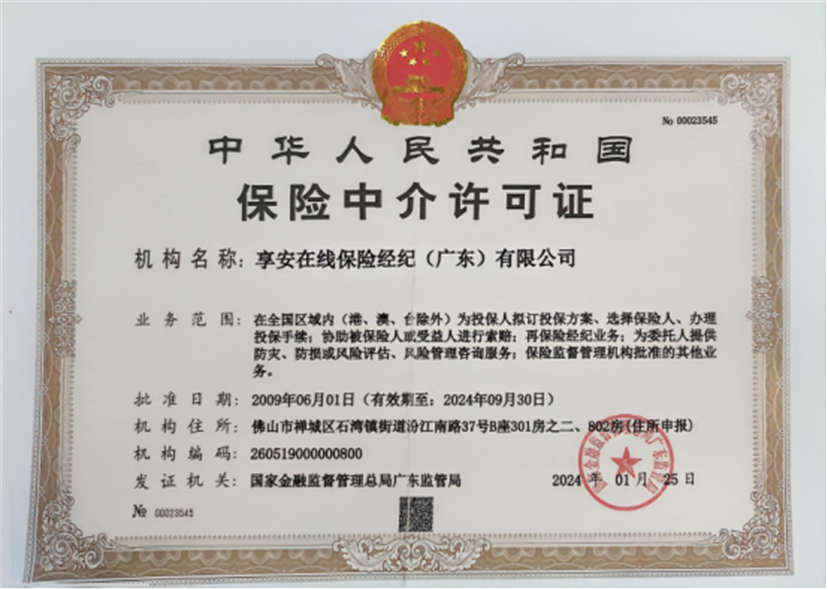 No 00023545
中华人民共和国
保险中介许可证
机构名称：享安在线保险经纪（广东）有限公司
业务范围：在全国区域内（港、澳、台除外）为投保人拟订投保方案、选择保险人、办理
投保手续；协助被保险人或受益人进行索赔；再保险经纪业务；为委托人提供
防灾、防损或风险评估、风险管理咨询服务；保险监督管理机构批准的其他业
务。
批准日期：2009年06月01日（有效期至：2024年09月30日）
机构住所：佛山市禅城区石湾镇街道汾江南路37号B座301房之二、802房(住所申报)
机构编码：260519000000800
发证机关：国家金融监督管理总局广东监管局 2024 年 01 月 25 日
№ 00023545